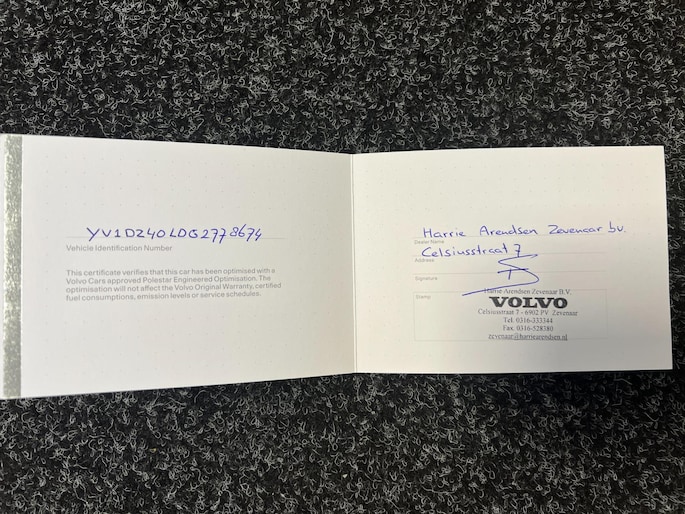 YV1DZ40LDG2778674
Vehicle Identification Number
This certificate verifies that this car has been optimised with a
Volvo Cars approved Polestar Engineered Optimisation. The
optimisation will not affect the Volvo Original Warranty, certified
fuel consumptions, emission levels or service schedules.
Harrie Arendsen Zevenaar bv.
Dealer Name
Celsiusstraat 7
Address
Signature
Stamp
Harrie Arendsen Zevenaar B.V.
VOLVO
Celsiusstraat 7 - 6902 PV Zevenaar
Tel. 0316-333344
Fax. 0316-528380
zevenaar@harriearendsen.nl